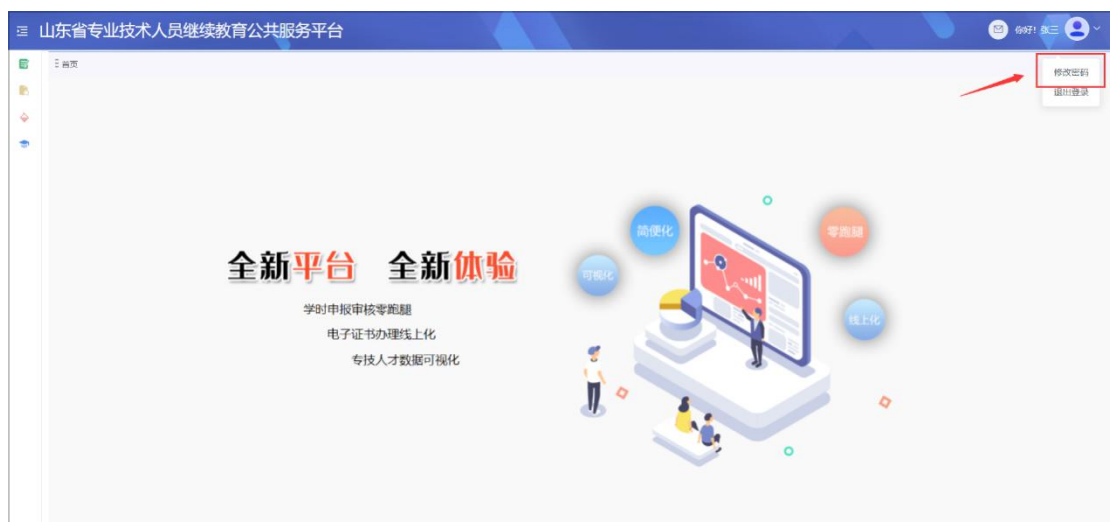 山东省专业技术人员继续教育公共服务平台
你好! 张三
首页
修改密码
退出登录
简便化
零跑腿
可视化
线上化
全新平台 全新体验
学时申报审核零跑腿
电子证书办理线上化
专技人才数据可视化